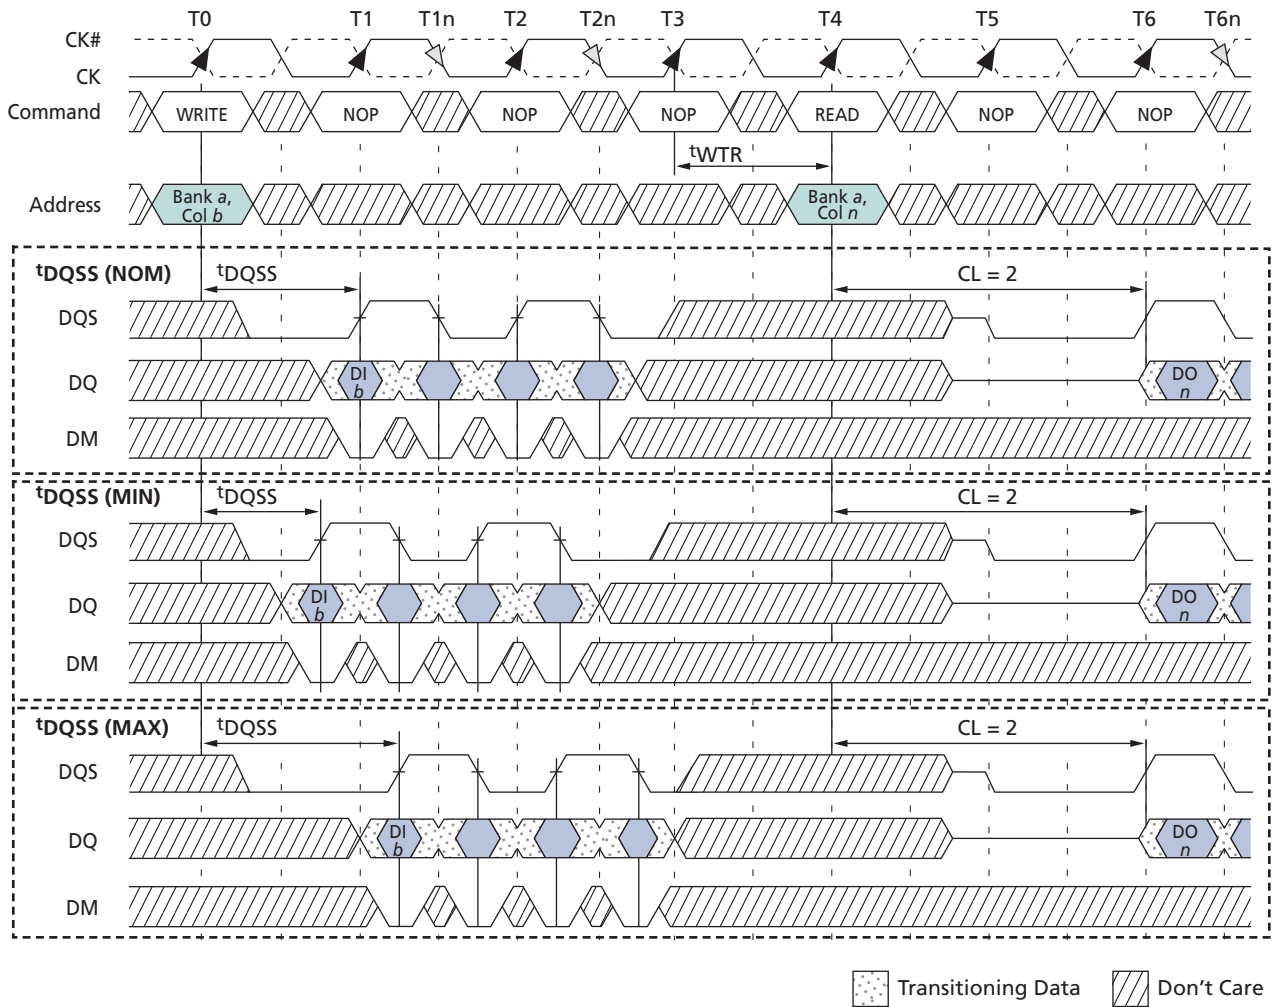 T0 T1 T1n T2 T2n T3 T4 T5 T6 T6n
CK#
CK
Command WRITE NOP NOP NOP READ NOP NOP
tWTR
Address Bank a, Col b Bank a, Col n
tDQSS (NOM) tDQSS CL = 2
DQS
DQ DI b DO n
DM
tDQSS (MIN) tDQSS CL = 2
DQS
DQ DI b DO n
DM
tDQSS (MAX) tDQSS CL = 2
DQS
DQ DI b DO n
DM
Transitioning Data Don't Care